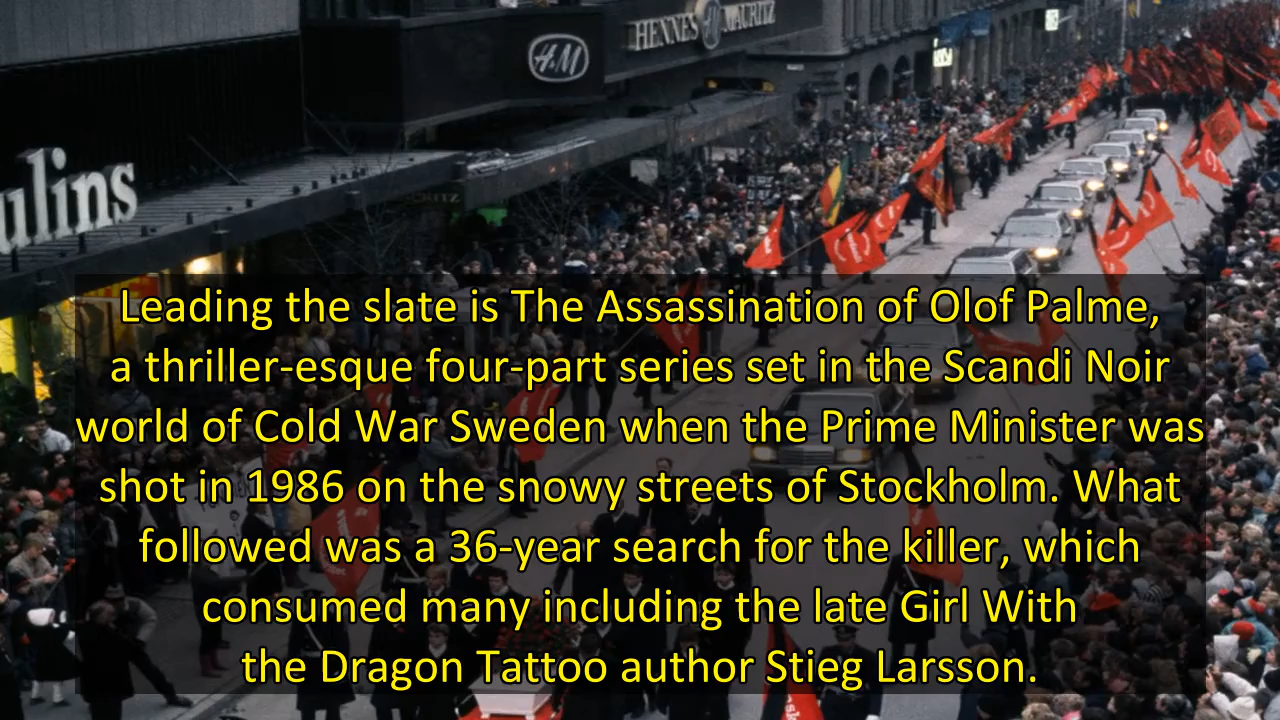 HENNES M MAURITZ
H&M
ulins
Leading the slate is The Assassination of Olof Palme,
a thriller-esque four-part series set in the Scandi Noir
world of Cold War Sweden when the Prime Minister was
shot in 1986 on the snowy streets of Stockholm. What
followed was a 36-year search for the killer, which
consumed many including the late Girl With
the Dragon Tattoo author Stieg Larsson.